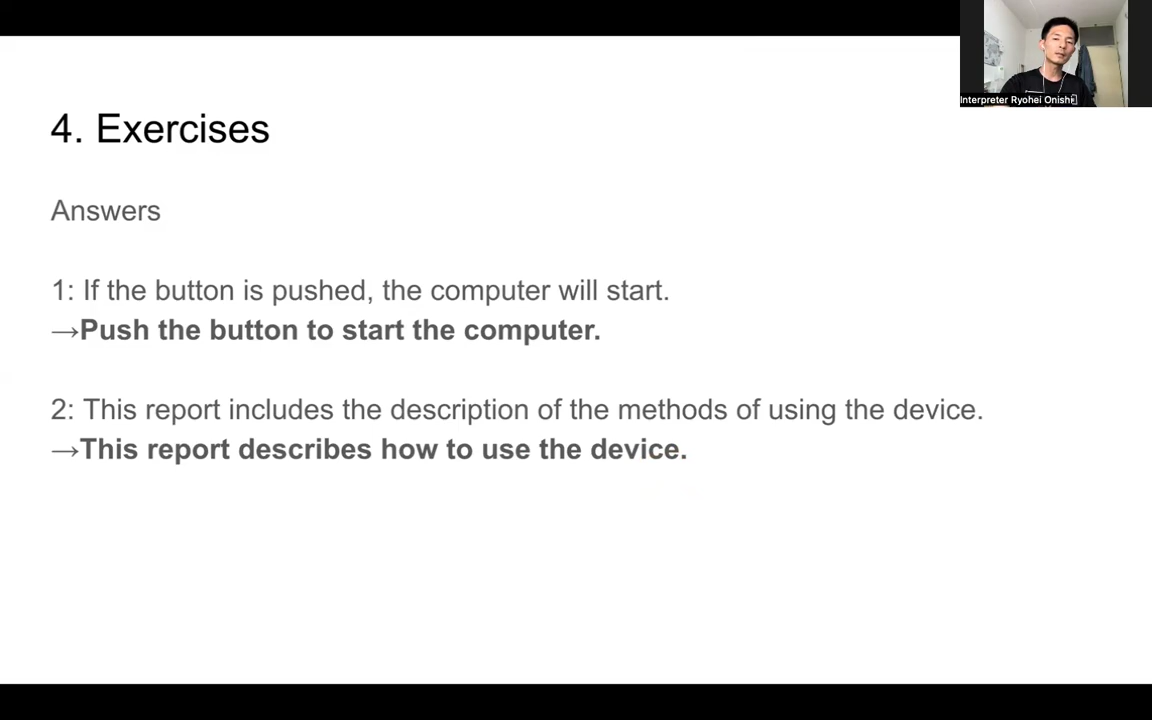 Interpreter Ryohei Onishi
4. Exercises
Answers
1: If the button is pushed, the computer will start.
→Push the button to start the computer.
2: This report includes the description of the methods of using the device.
→This report describes how to use the device.